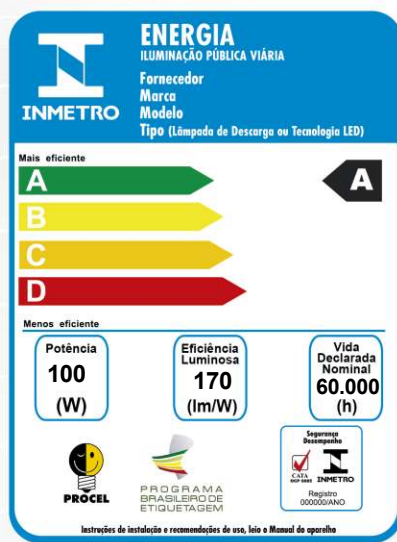 ENERGIA
ILUMINAÇÃO PÚBLICA VIÁRIA
Fornecedor
Marca
Modelo
Tipo (Lâmpada de Descarga ou Tecnologia LED)
INMETRO
Mais eficiente
A
A
B
C
D
Menos eficiente
Potência
100
(W)
Eficiência
Luminosa
170
(lm/W)
Vida
Declarada
Nominal
60.000
(h)
PROCEL
PROGRAMA
BRASILEIRO DE
ETIQUETAGEM
Segurança
Desempenho
INMETRO
Registro
000000/ANO
Instruções de instalação e recomendações de uso, leia o Manual do aparelho